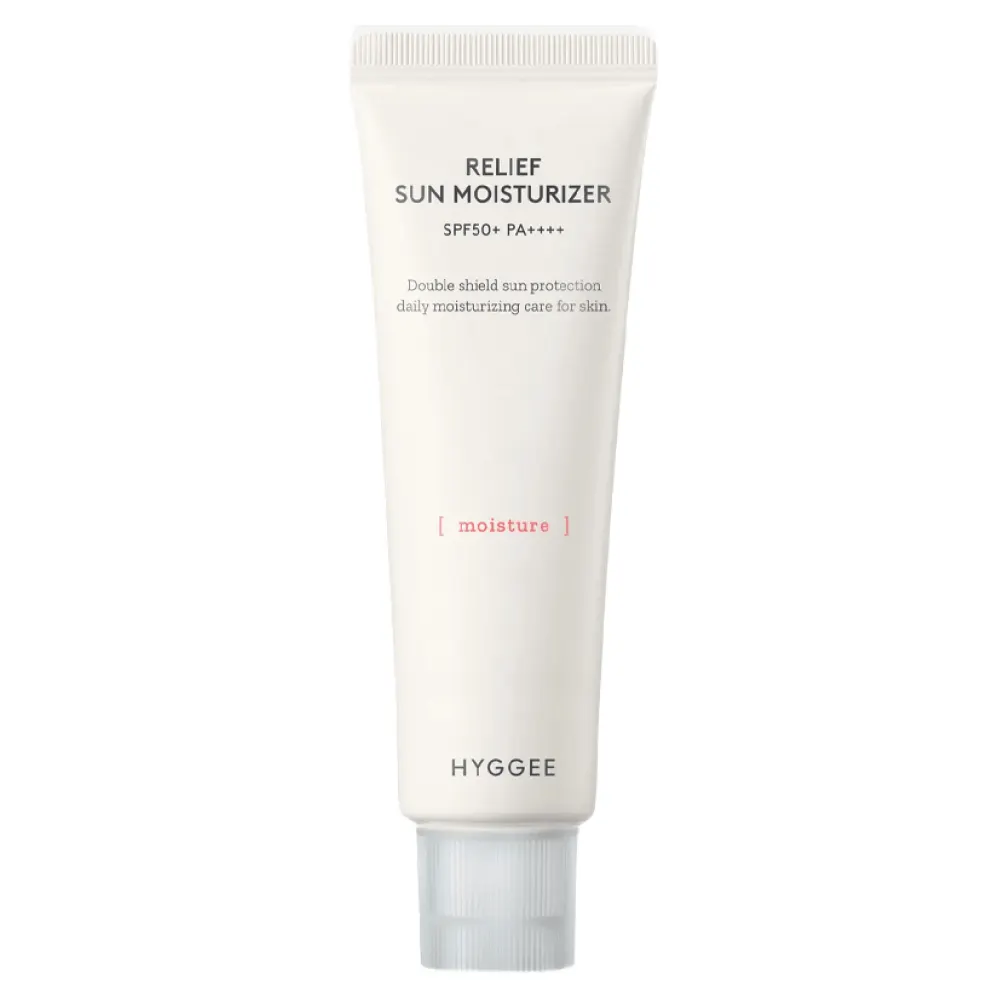 RELIEF
SUN MOISTURIZER
SPF50+ PA++++
Double shield sun protection
daily moisturizing care for skin.
[ moisture ]
HYGGEE